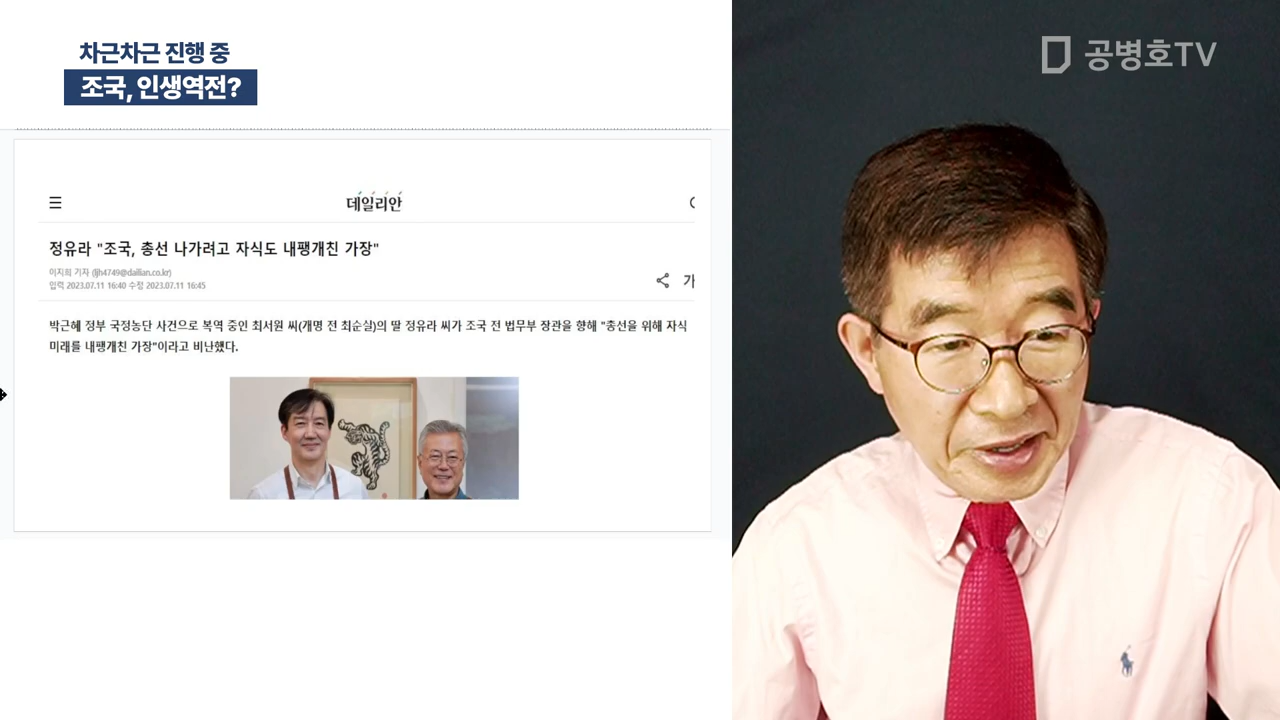 차근차근 진행 중
조국, 인생역전?
공병호TV
데일리안
정유라 "조국, 총선 나가려고 자식도 내팽개친 가장"
이지희 기자 (ljh4749@dailian.co.kr)
입력 2023.07.11 16:40 수정 2023.07.11 16:45
가
박근혜 정부 국정농단 사건으로 복역 중인 최서원 씨(개명 전 최순실)의 딸 정유라 씨가 조국 전 법무부 장관을 향해 "총선을 위해 자식
미래를 내팽개친 가장"이라고 비난했다.